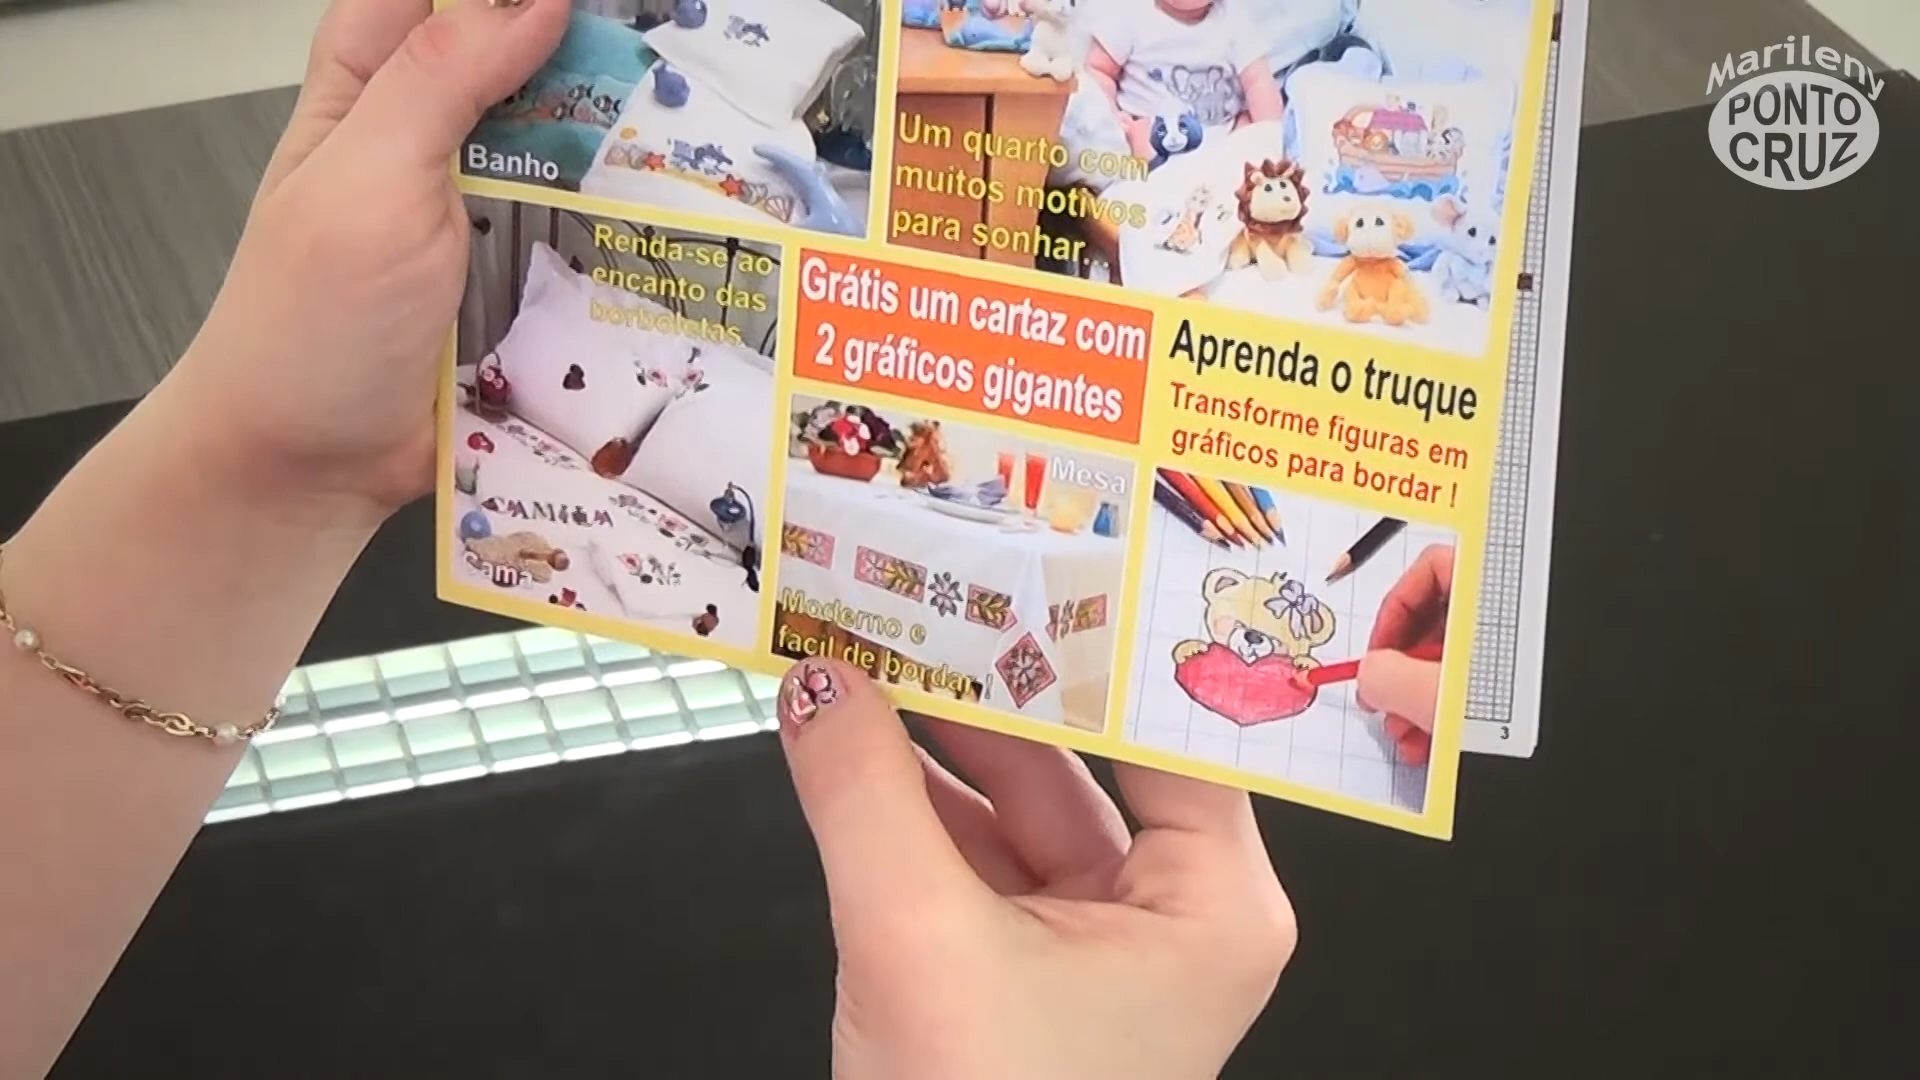 Marileny
PONTO
CRUZ
Banho
Um quarto com
muitos motivos
para sonhar...
Renda-se ao
encanto das
borboletas
Grátis um cartaz com
2 gráficos gigantes
Aprenda o truque
Transforme figuras em
gráficos para bordar !
Mesa
CAMILA
Cama
Moderno e
facil de bordar !
3